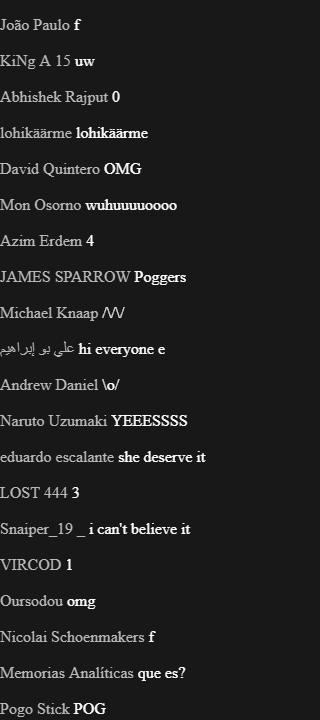 João Paulo f
KiNg A 15 uw
Abhishek Rajput 0
lohikäärme lohikäärme
David Quintero OMG
Mon Osorno wuhuuuuoooo
Azim Erdem 4
JAMES SPARROW Poggers
Michael Knaap /\/\/
علي بو إبراهيم hi everyone e
Andrew Daniel \o/
Naruto Uzumaki YEEESSSS
eduardo escalante she deserve it
LOST 444 3
Snaiper_19 _ i can't believe it
VIRCOD 1
Oursodou omg
Nicolai Schoenmakers f
Memorias Analíticas que es?
Pogo Stick POG